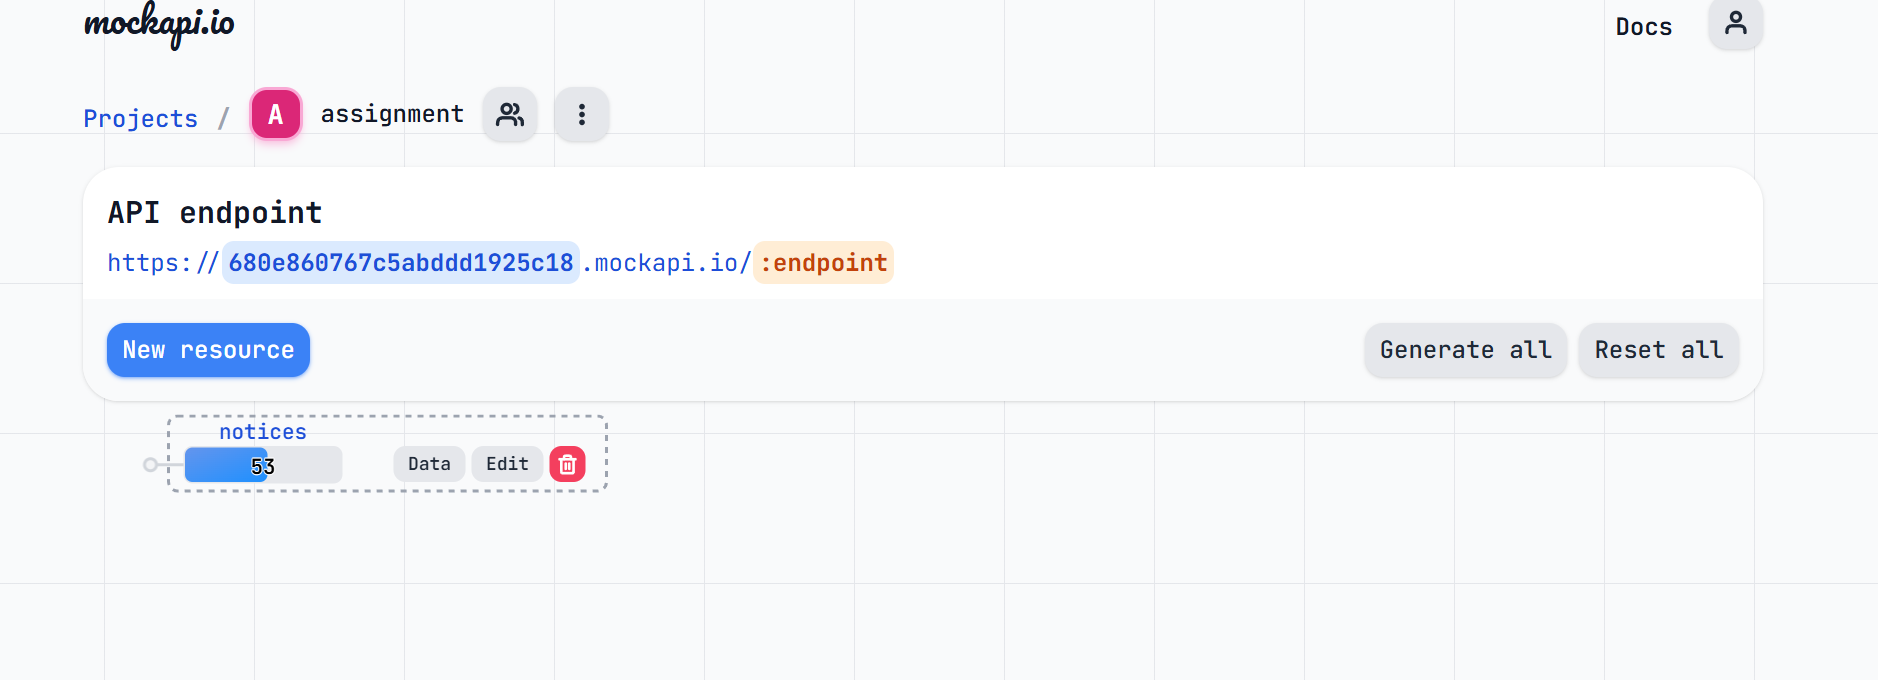 mockapi.io
Docs
Projects / A assignment
API endpoint
https://680e860767c5abddd1925c18.mockapi.io/:endpoint
New resource
Generate all
Reset all
notices
53
Data
Edit